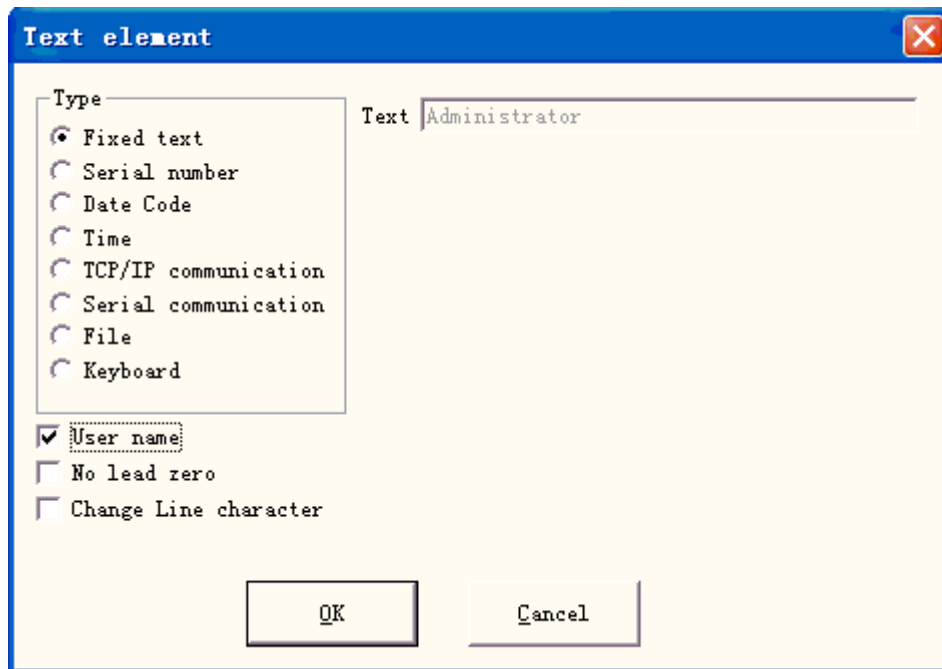 Text element
Type
Fixed text
Serial number
Date Code
Time
TCP/IP communication
Serial communication
File
Keyboard
Text Administrator
User name
No lead zero
Change Line character
OK Cancel